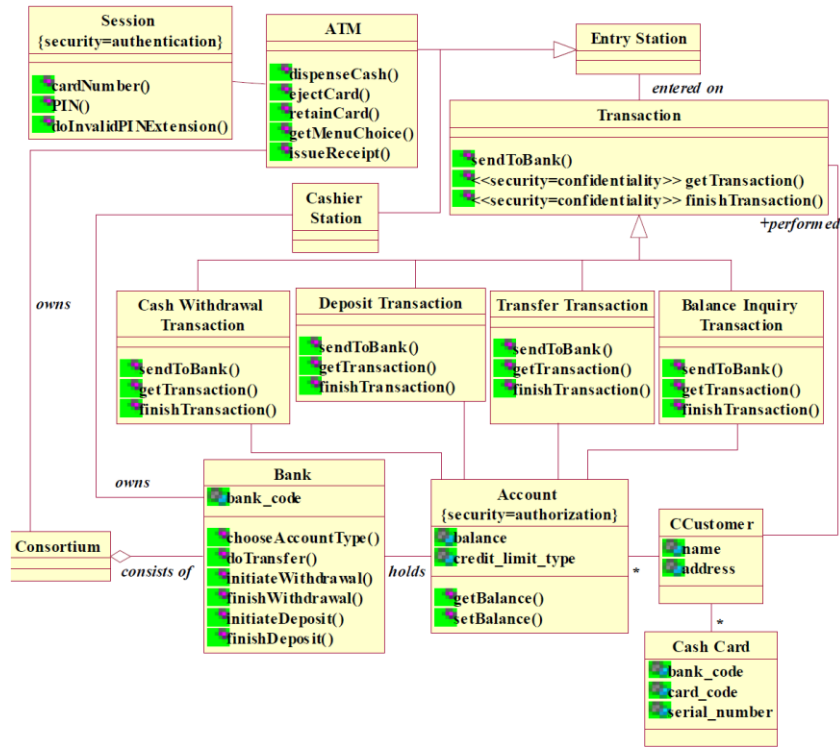 Session
{security=authentication}
cardNumber()
PIN()
doInvalidPINExtension()
ATM
dispenseCash()
ejectCard()
retainCard()
getMenuChoice()
issueReceipt()
Entry Station
entered on
Transaction
sendToBank()
<<security=confidentiality>> getTransaction()
<<security=confidentiality>> finishTransaction()
+performed
Cashier
Station
owns
Cash Withdrawal
Transaction
sendToBank()
getTransaction()
finishTransaction()
Deposit Transaction
sendToBank()
getTransaction()
finishTransaction()
Transfer Transaction
sendToBank()
getTransaction()
finishTransaction()
Balance Inquiry
Transaction
sendToBank()
getTransaction()
finishTransaction()
owns
Consortium
consists of
Bank
bank_code
chooseAccountType()
doTransfer()
initiateWithdrawal()
finishWithdrawal()
initiateDeposit()
finishDeposit()
holds
Account
{security=authorization}
balance
credit_limit_type
getBalance()
setBalance()
*
CCustomer
name
address
*
Cash Card
bank_code
card_code
serial_number